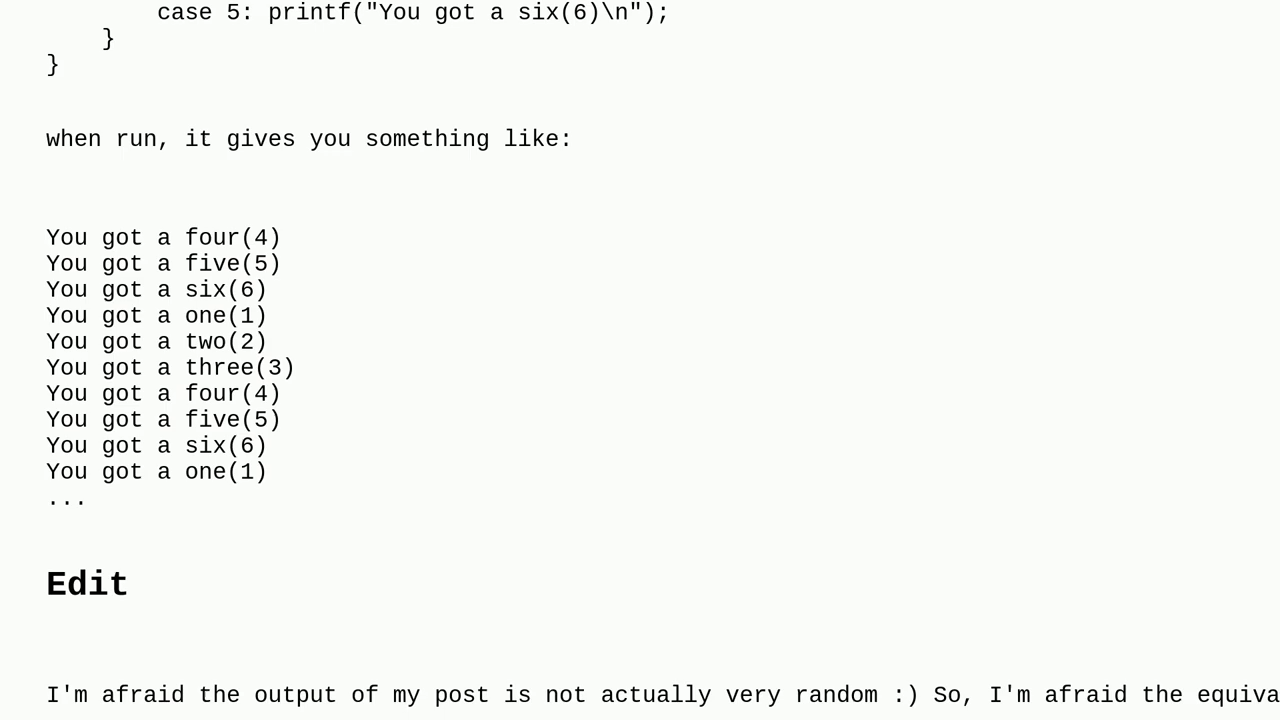 case 5: printf("You got a six(6)\n");
}
}
when run, it gives you something like:
You got a four(4)
You got a five(5)
You got a six(6)
You got a one(1)
You got a two(2)
You got a three(3)
You got a four(4)
You got a five(5)
You got a six(6)
You got a one(1)
...
Edit
I'm afraid the output of my post is not actually very random :) So, I'm afraid the equiva